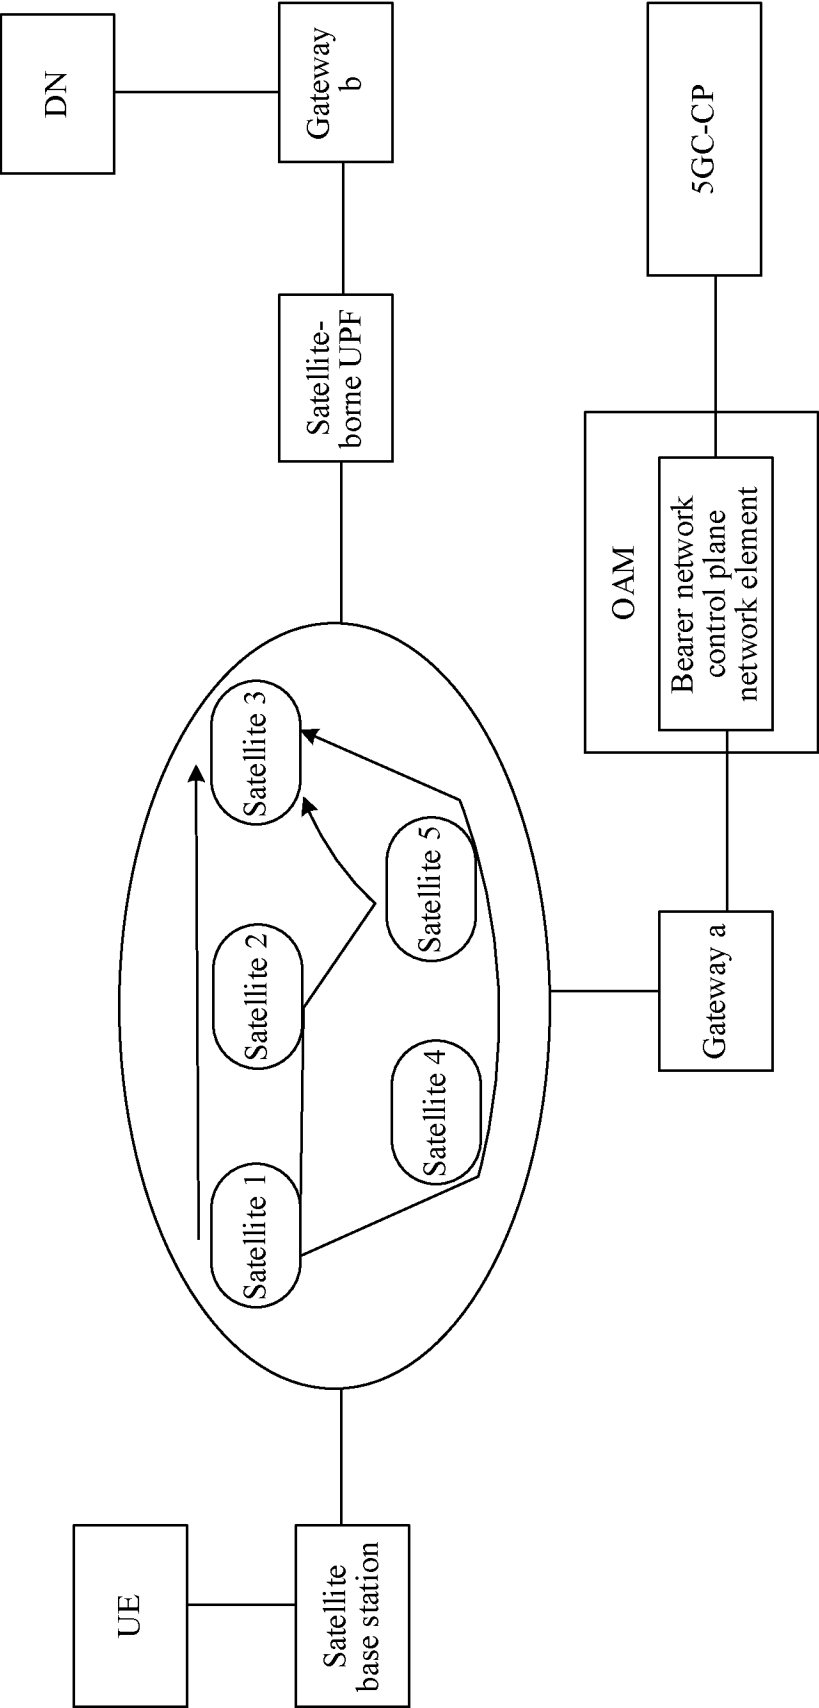 UE
Satellite
base station
Satellite 1
Satellite 2
Satellite 3
Satellite 4
Satellite 5
Satellite-
borne UPF
Gateway
b
DN
Gateway a
OAM
Bearer network
control plane
network element
5GC-CP